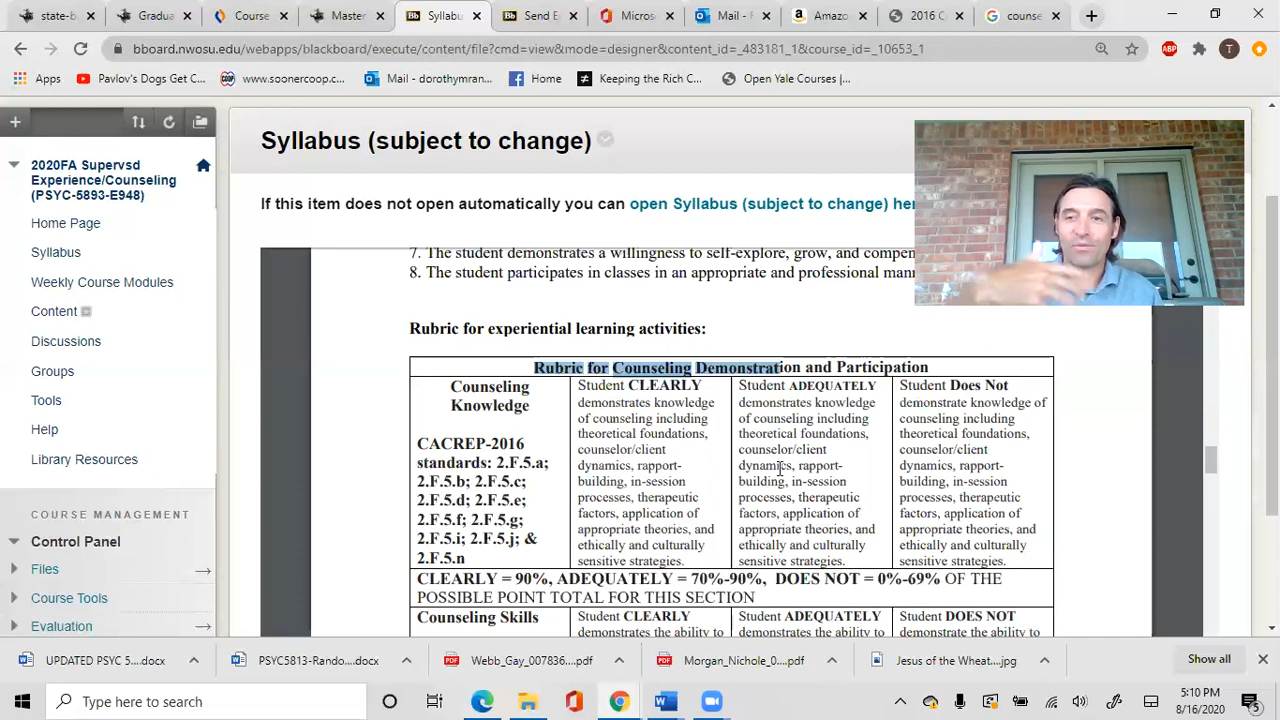 state-b
Gradua
Course
Master
Syllabu
Send E
Micros
Mail - R
Amazo
2016 C
counse
bboard.nwosu.edu/webapps/blackboard/execute/content/file?cmd=view&mode=designer&content_id=_483181_1&course_id=_10653_1
ABP
T
Apps
Pavlov's Dogs Get C...
www.soonercoop.co...
Mail - dorothymran...
Home
Keeping the Rich C...
Open Yale Courses |...
2020FA Supervsd
Experience/Counseling
(PSYC-5893-E948)
Home Page
Syllabus
Weekly Course Modules
Content
Discussions
Groups
Tools
Help
Library Resources
COURSE MANAGEMENT
Control Panel
Files
Course Tools
Evaluation
Syllabus (subject to change)
If this item does not open automatically you can open Syllabus (subject to change) her
7. The student demonstrates a willingness to self-explore, grow, and compen
8. The student participates in classes in an appropriate and professional mann
Rubric for experiential learning activities:
Rubric for Counseling Demonstration and Participation
Counseling
Knowledge
CACREP-2016
standards: 2.F.5.a;
2.F.5.b; 2.F.5.c;
2.F.5.d; 2.F.5.e;
2.F.5.f; 2.F.5.g;
2.F.5.i; 2.F.5.j; &
2.F.5.n
Student CLEARLY
demonstrates knowledge
of counseling including
theoretical foundations,
counselor/client
dynamics, rapport-
building, in-session
processes, therapeutic
factors, application of
appropriate theories, and
ethically and culturally
sensitive strategies.
Student ADEQUATELY
demonstrates knowledge
of counseling including
theoretical foundations,
counselor/client
dynamics, rapport-
building, in-session
processes, therapeutic
factors, application of
appropriate theories, and
ethically and culturally
sensitive strategies.
Student Does Not
demonstrate knowledge of
counseling including
theoretical foundations,
counselor/client
dynamics, rapport-
building, in-session
processes, therapeutic
factors, application of
appropriate theories, and
ethically and culturally
sensitive strategies.
CLEARLY = 90%, ADEQUATELY = 70%-90%, DOES NOT = 0%-69% OF THE
POSSIBLE POINT TOTAL FOR THIS SECTION
Counseling Skills
Student CLEARLY
demonstrates the ability to
Student ADEQUATELY
demonstrates the ability to
Student DOES NOT
demonstrate the ability to
UPDATED PSYC 5....docx
PSYC5813-Rando....docx
Webb_Gay_007836....pdf
Morgan_Nichole_0....pdf
Jesus of the Wheat....jpg
Show all
Type here to search
5:10 PM
8/16/2020
5